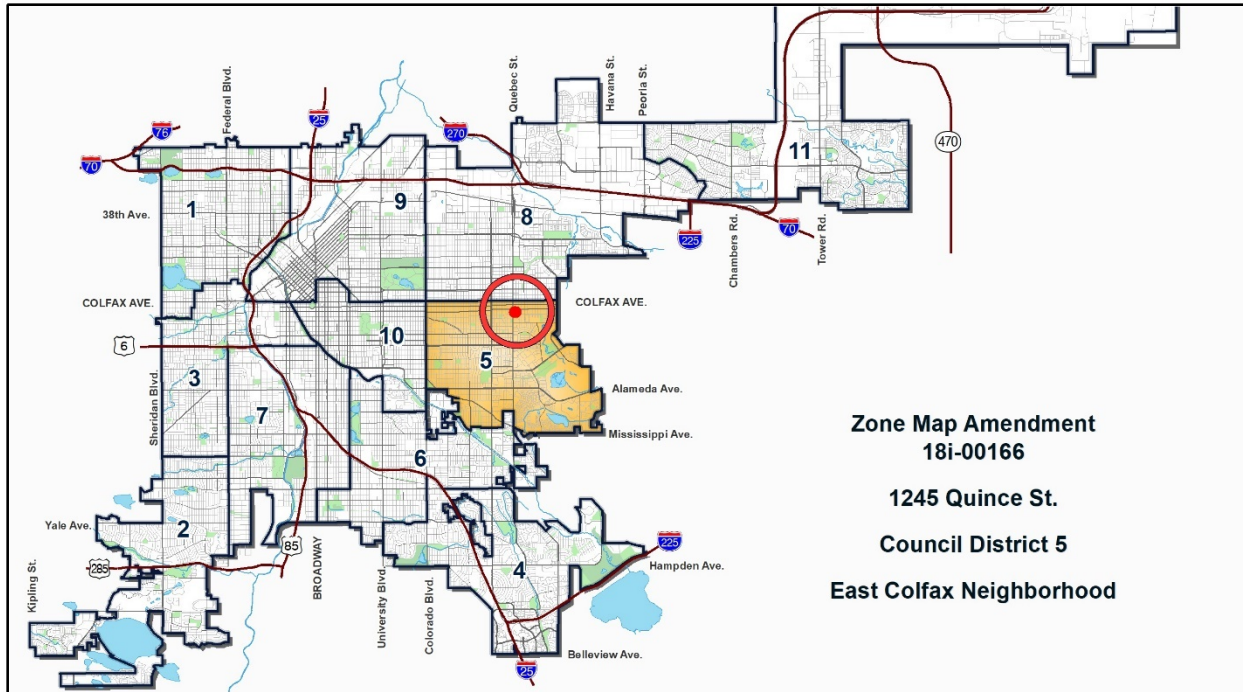 Federal Blvd.
Quebec St.
Havana St.
Peoria St.
76
25
270
70
470
11
9
1
8
38th Ave.
225
Chambers Rd.
70
Tower Rd.
COLFAX AVE.
COLFAX AVE.
10
6
5
3
Sheridan Blvd.
Alameda Ave.
7
Mississippi Ave.
6
Yale Ave.
2
85
285
BROADWAY
University Blvd.
Colorado Blvd.
225
Hampden Ave.
4
Kipling St.
Belleview Ave.
25
Zone Map Amendment
18i-00166
1245 Quince St.
Council District 5
East Colfax Neighborhood